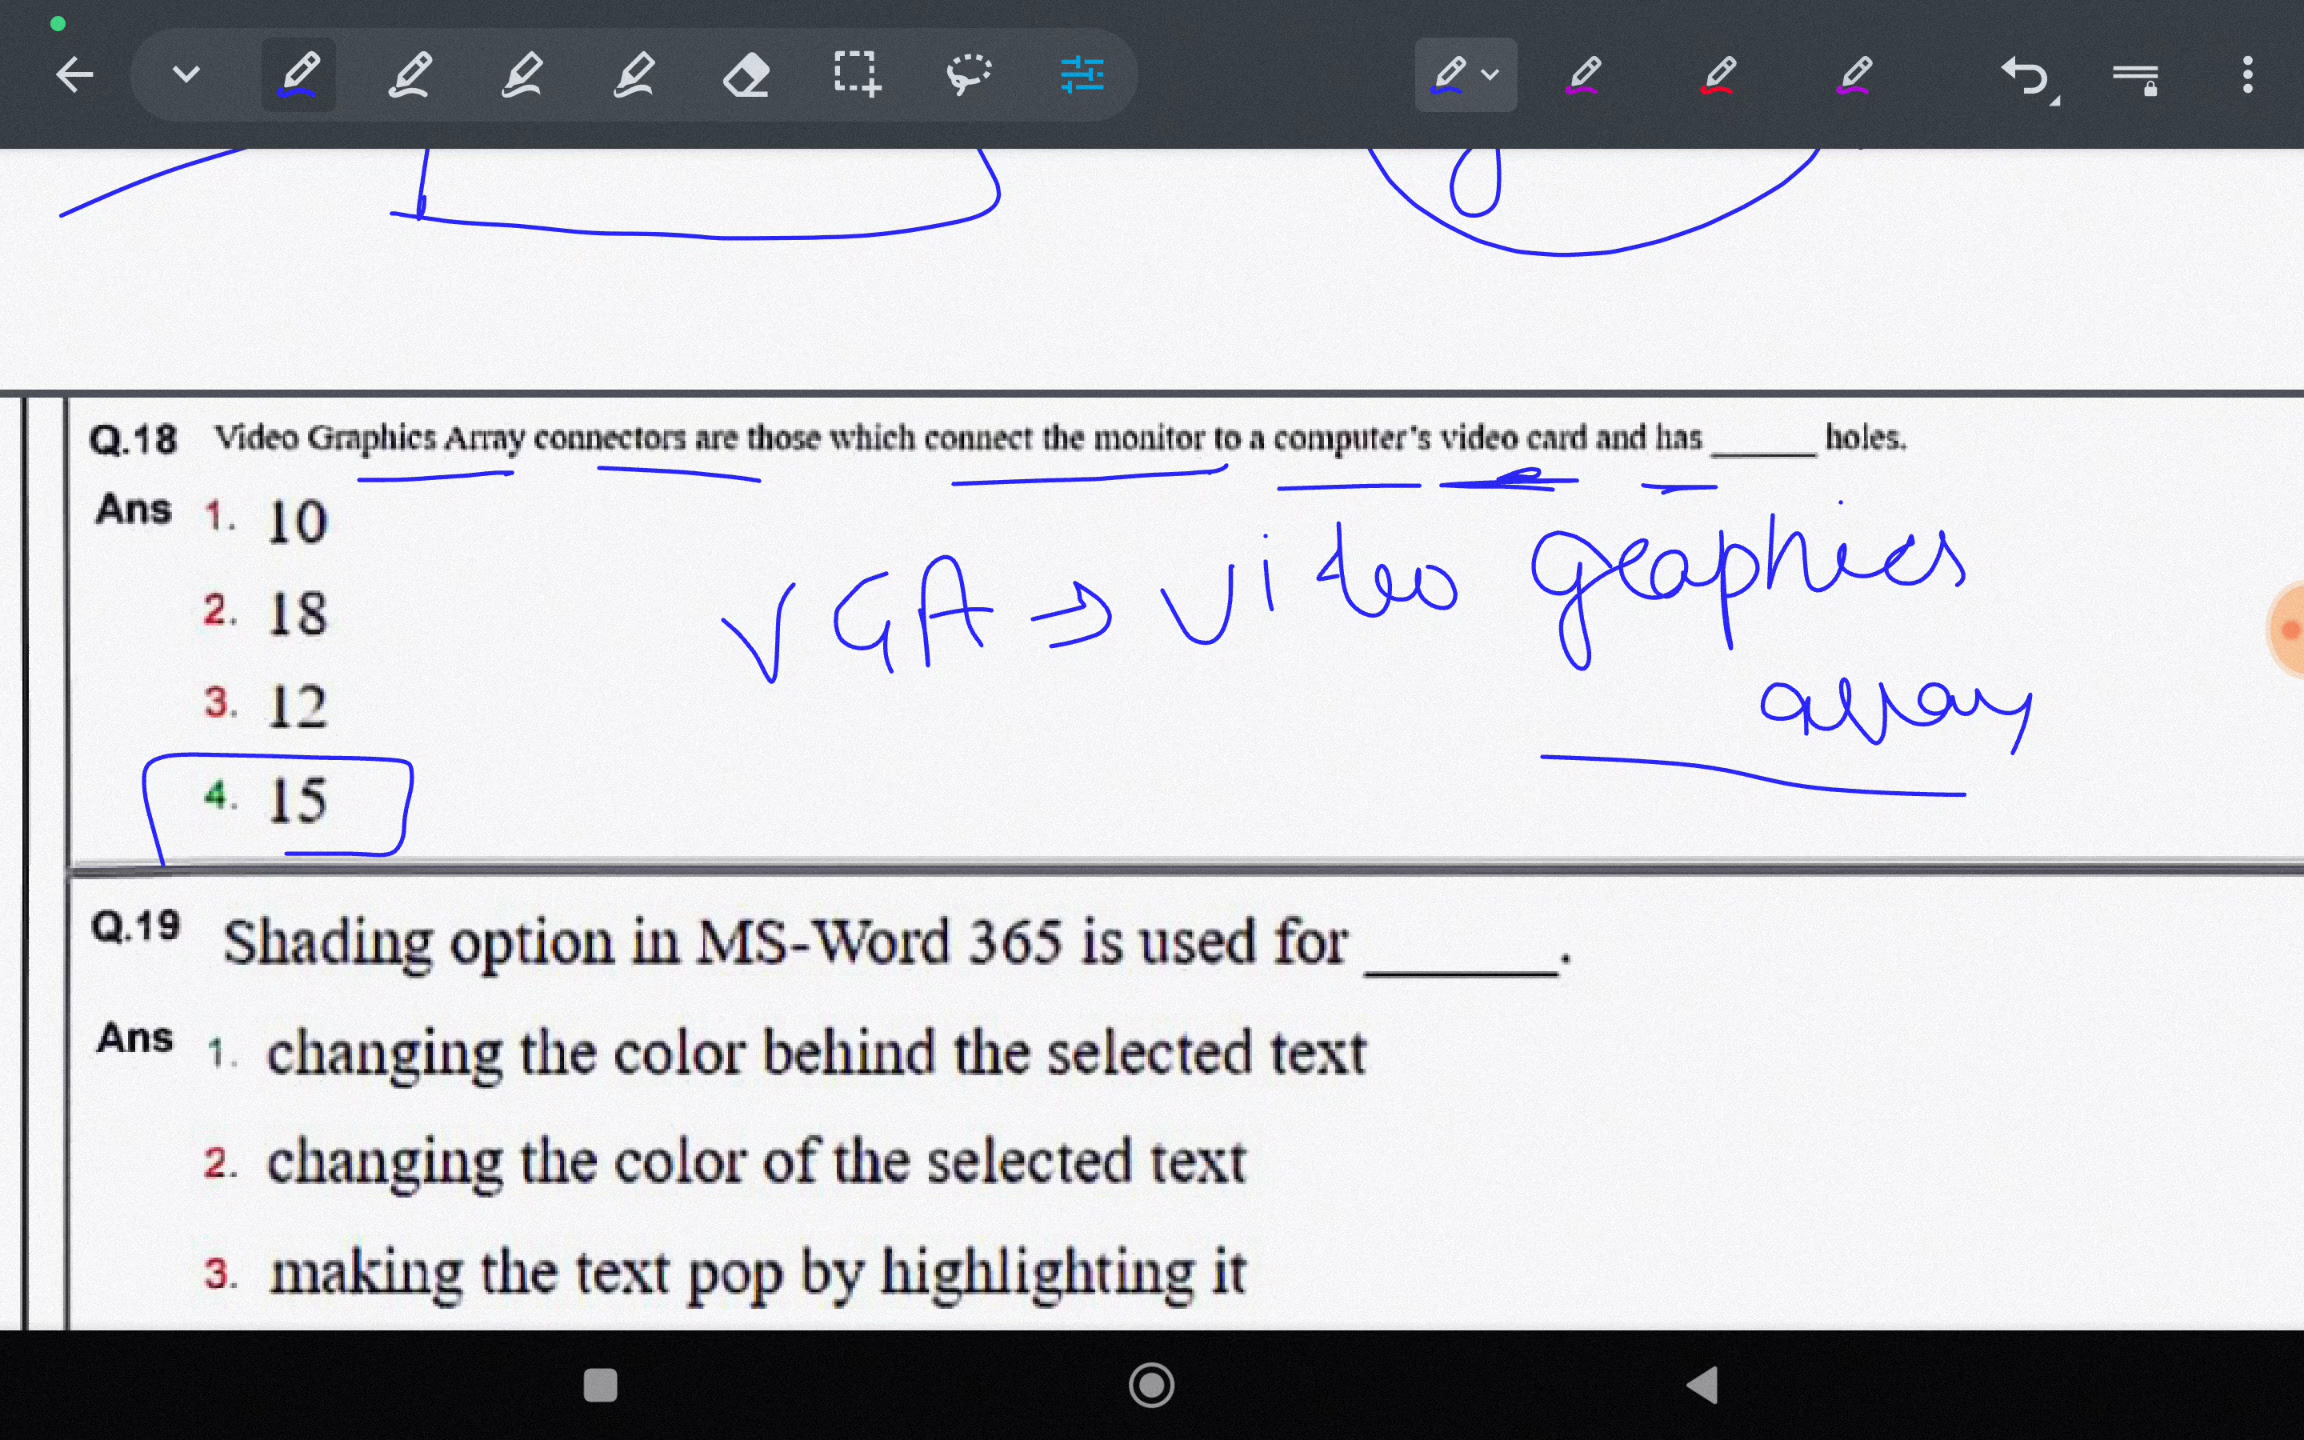 Q.18 Video Graphics Array connectors are those which connect the monitor to a computer's video card and has ______ holes.
Ans 1. 10
2. 18
3. 12
4. 15
VGA → Video graphics
array
Q.19 Shading option in MS-Word 365 is used for ______.
Ans 1. changing the color behind the selected text
2. changing the color of the selected text
3. making the text pop by highlighting it